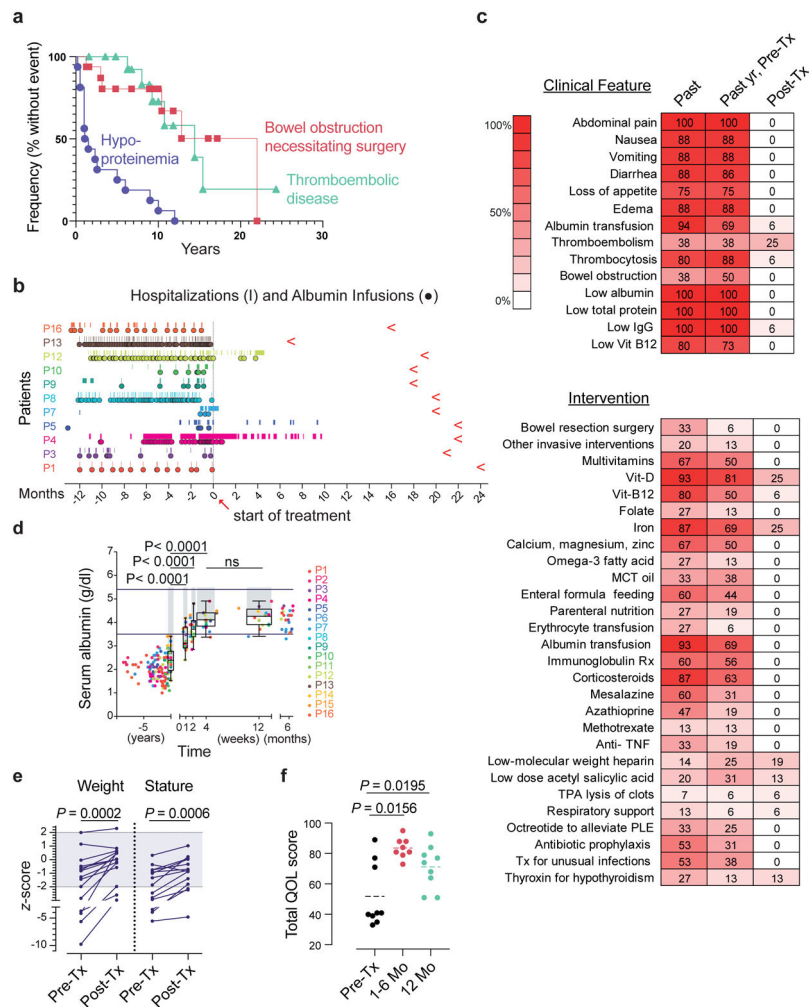 a
Frequency (% without event)
100
50
0
0
10
20
30
Years
Hypo-
proteinemia
Bowel obstruction
necessitating surgery
Thromboembolic
disease
b
Hospitalizations (I) and Albumin Infusions (●)
Patients
P16
P13
P12
P10
P9
P8
P7
P5
P4
P3
P1
< < < < < < < < < <
Months
-12 -10 -8 -6 -4 -2 0 2 4 6 8 10 12 14 16 18 20 22 24
start of treatment
c
Clinical Feature
Past
Past yr, Pre-Tx
Post-Tx
100%
50%
0%
Abdominal pain 100 100 0
Nausea 88 88 0
Vomiting 88 88 0
Diarrhea 88 86 0
Loss of appetite 75 75 0
Edema 88 88 0
Albumin transfusion 94 69 6
Thromboembolism 38 38 25
Thrombocytosis 80 88 6
Bowel obstruction 38 50 0
Low albumin 100 100 0
Low total protein 100 100 0
Low IgG 100 100 6
Low Vit B12 80 73 0
Intervention
Bowel resection surgery 33 6 0
Other invasive interventions 20 13 0
Multivitamins 67 50 0
Vit-D 93 81 25
Vit-B12 80 50 6
Folate 27 13 0
Iron 87 69 25
Calcium, magnesium, zinc 67 50 0
Omega-3 fatty acid 27 13 0
MCT oil 33 38 0
Enteral formula feeding 60 44 0
Parenteral nutrition 27 19 0
Erythrocyte transfusion 27 6 0
Albumin transfusion 93 69 0
Immunoglobulin Rx 60 56 0
Corticosteroids 87 63 0
Mesalazine 60 31 0
Azathioprine 47 19 0
Methotrexate 13 13 0
Anti- TNF 33 19 0
Low-molecular weight heparin 14 25 19
Low dose acetyl salicylic acid 20 31 13
TPA lysis of clots 7 6 6
Respiratory support 13 6 6
Octreotide to alleviate PLE 33 25 0
Antibiotic prophylaxis 53 31 0
Tx for unusual infections 53 38 0
Thyroxin for hypothyroidism 27 13 13
d
P< 0.0001
P< 0.0001
P< 0.0001
ns
Serum albumin (g/dl)
7
6
5
4
3
2
1
0
-5 0 1 2 4 12 6
(years) (weeks) (months)
Time
P1
P2
P3
P4
P5
P6
P7
P8
P9
P10
P11
P12
P13
P14
P15
P16
e
Weight Stature
P = 0.0002 P = 0.0006
z-score
2
1
0
-1
-2
-5
-10
Pre-Tx
Post-Tx
Pre-Tx
Post-Tx
f
P = 0.0195
P = 0.0156
Total QOL score
100
80
60
40
20
Pre-Tx
1-6 Mo
12 Mo